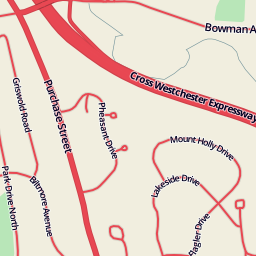 Bowman A
Cross Westchester Expressway
Griswold Road
Purchase Street
Pheasant Drive
Mount Holly Drive
Park Drive North
Biltmore Avenue
Lakeside Drive
Flagler Drive